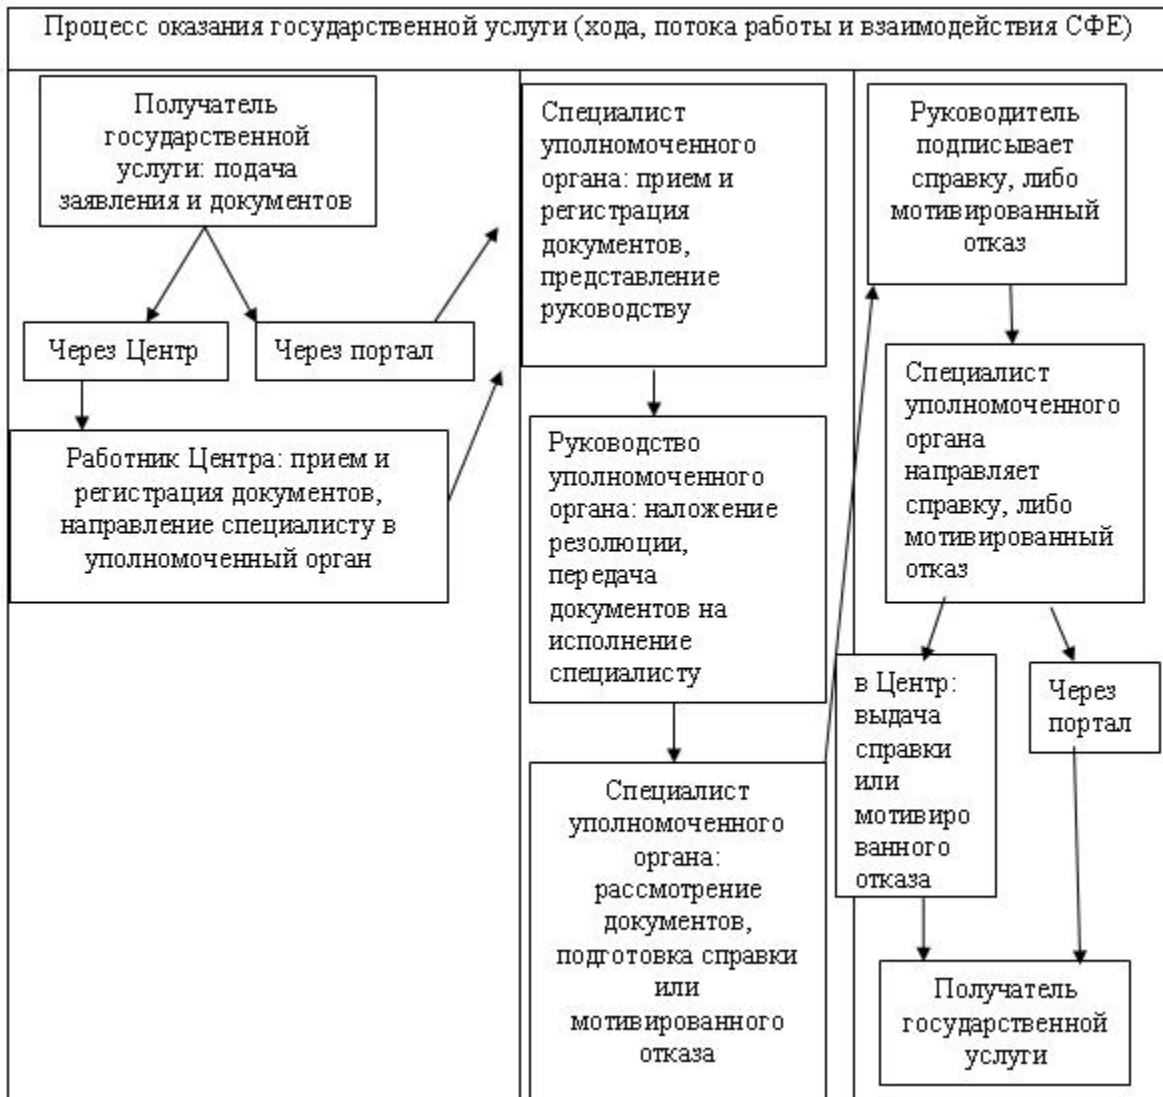 Процесс оказания государственной услуги (хода, потока работы и взаимодействия СФЕ)
Получатель
государственной
услуги: подача
заявления и документов
Через Центр
Через портал
Работник Центра: прием и
регистрация документов,
направление специалисту в
уполномоченный орган
Специалист
уполномоченного
органа: прием и
регистрация
документов,
представление
руководству
Руководство
уполномоченного
органа: наложение
резолюции,
передача
документов на
исполнение
специалисту
Специалист
уполномоченного
органа:
рассмотрение
документов,
подготовка справки
или
мотивированного
отказа
Руководитель
подписывает
справку, либо
мотивированный
отказ
Специалист
уполномоченного
органа
направляет
справку, либо
мотивированный
отказ
в Центр:
выдача
справки
или
мотивиро
ванного
отказа
Через
портал
Получатель
государственной
услуги